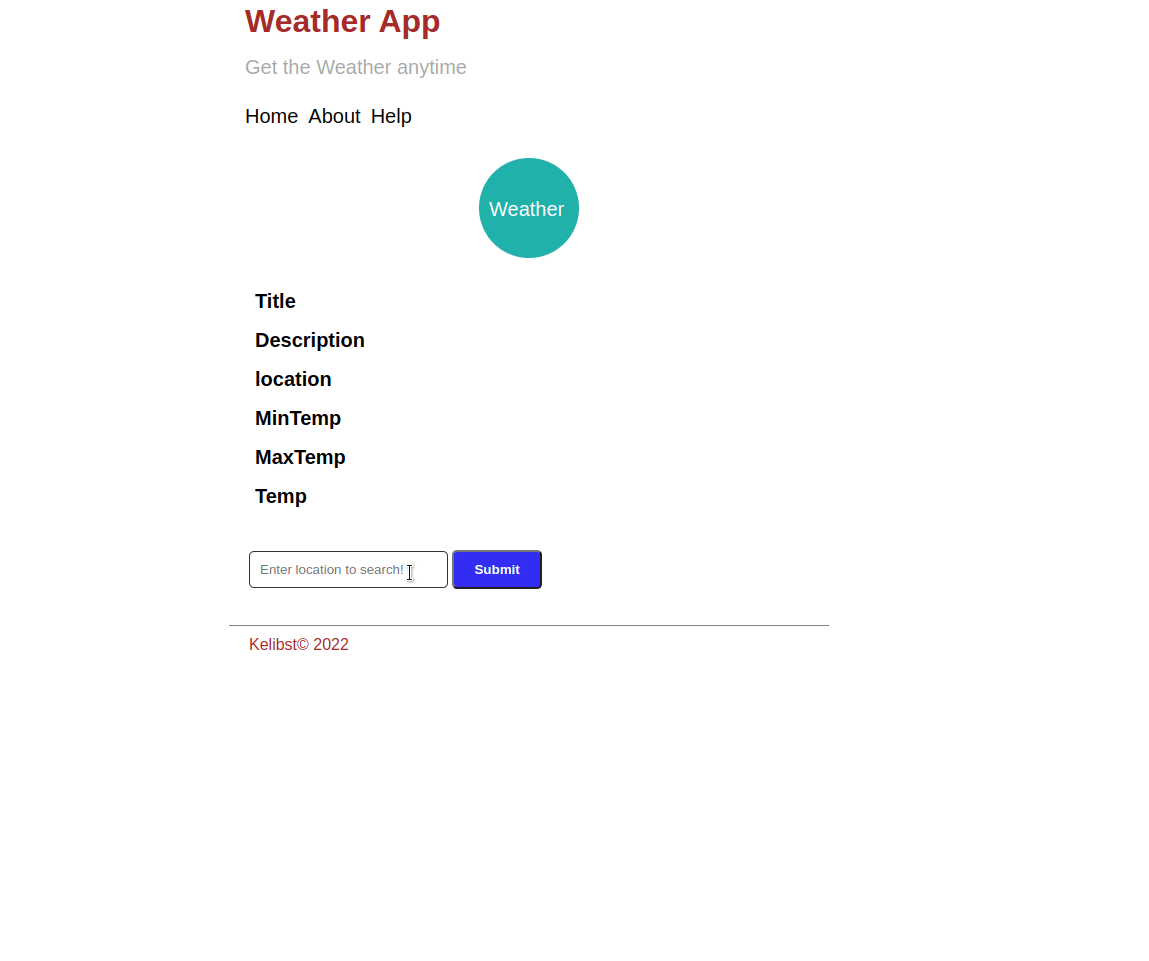 Weather App
Get the Weather anytime
Home About Help
Weather
Title
Description
location
MinTemp
MaxTemp
Temp
Enter location to search! Submit
Kelibst© 2022